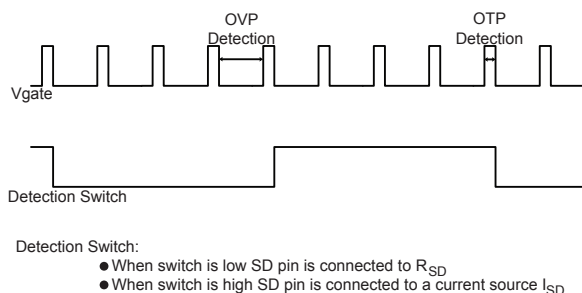 OVP
Detection
OTP
Detection
Vgate
Detection Switch
Detection Switch:
● When switch is low SD pin is connected to RSD
● When switch is high SD pin is connected to a current source ISD